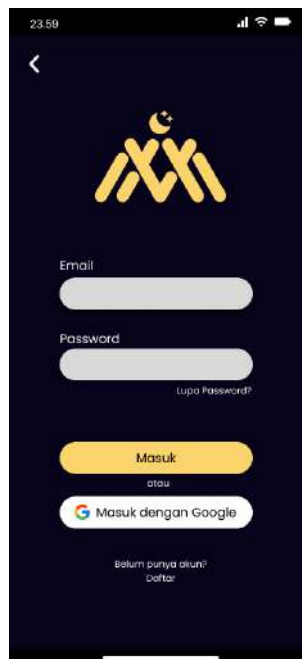 23.59
Email
Password
Lupa Password?
Masuk
atau
Masuk dengan Google
Belum punya akun?
Daftar